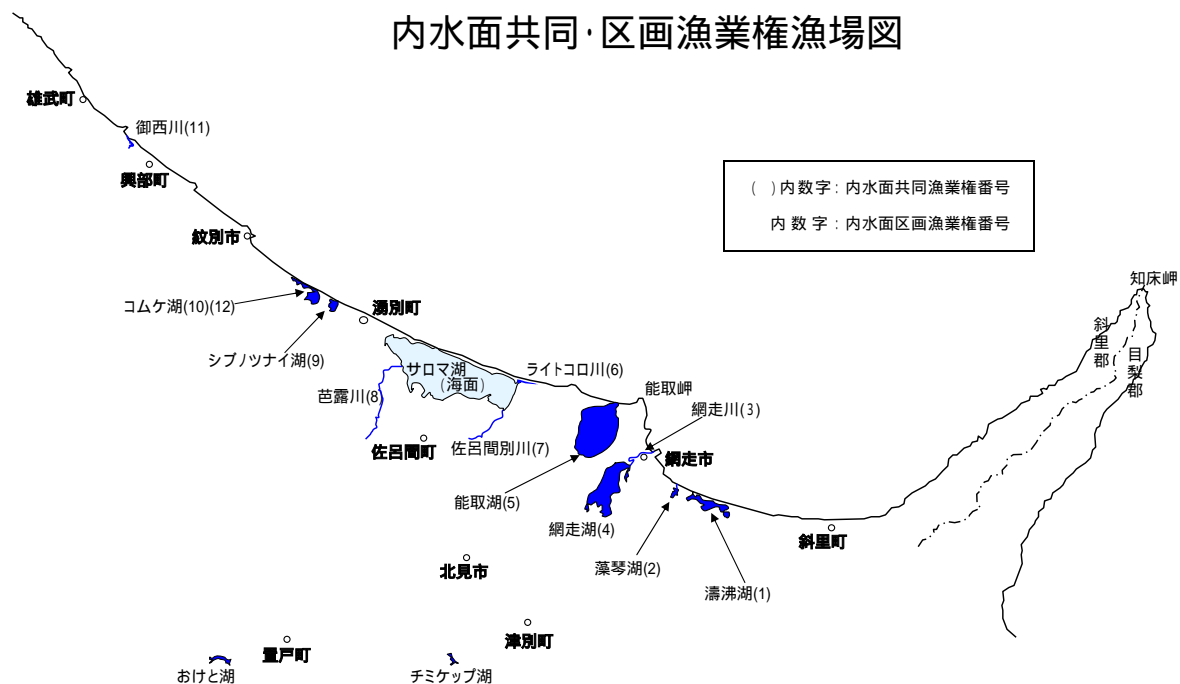 内水面共同・区画漁業権漁場図
雄武町
御西川(11)
興部町
( )内数字：内水面共同漁業権番号
内数字：内水面区画漁業権番号
紋別市
知床岬
コムケ湖(10)(12)
湧別町
斜里郡
目梨郡
シブノツナイ湖(9)
サロマ湖
(海面)
ライトコロ川(6)
能取岬
芭露川(8)
網走川(3)
佐呂間町
佐呂間別川(7)
網走市
能取湖(5)
網走湖(4)
斜里町
藻琴湖(2)
北見市
濤沸湖(1)
津別町
置戸町
おけと湖
チミケップ湖